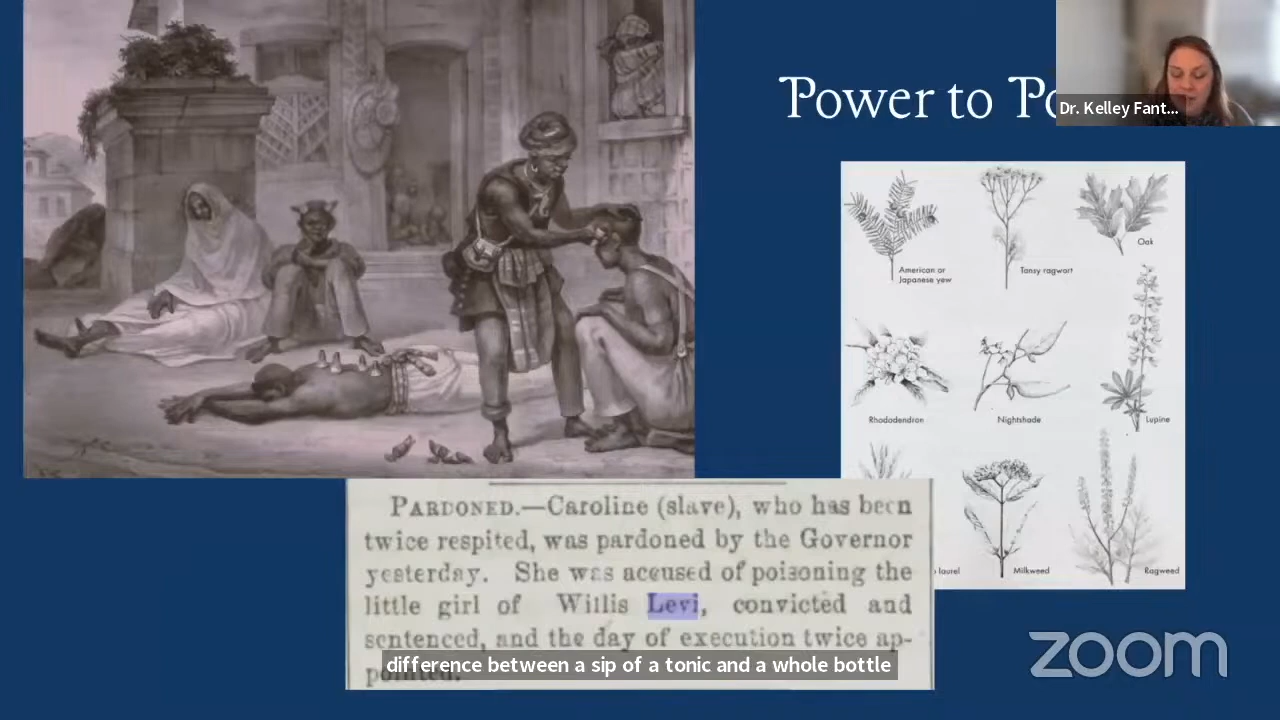 Power to Po
Dr. Kelley Fant...
American or
Japanese yew
Tansy ragwort
Oak
Rhododendron
Nightshade
Lupine
laurel
Milkweed
Ragweed
PARDONED.—Caroline (slave), who has been
twice respited, was pardoned by the Governor
yesterday. She was accused of poisoning the
little girl of Willis Levi, convicted and
sentenced, and the day of execution twice ap-
pointed.
difference between a sip of a tonic and a whole bottle
zoom